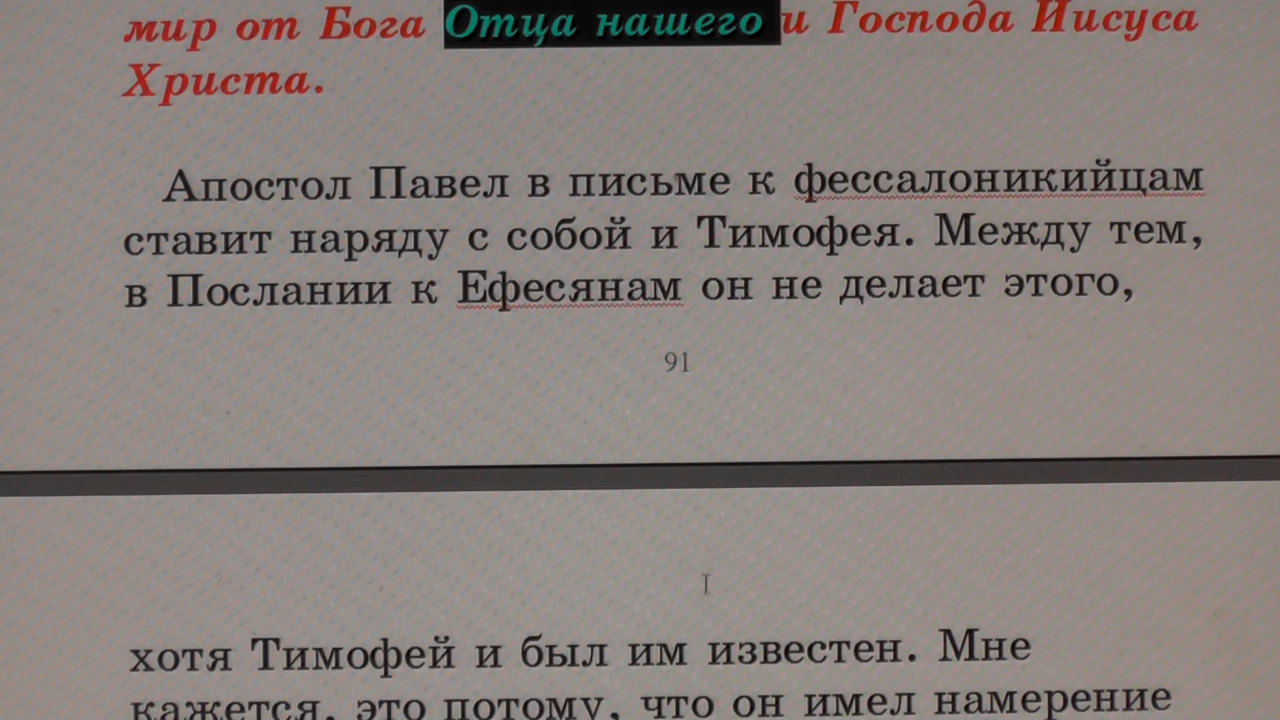 мир от Бога Отца нашего и Господа Иисуса
Христа.
Апостол Павел в письме к фессалоникийцам
ставит наряду с собой и Тимофея. Между тем,
в Послании к Ефесянам он не делает этого,
91
хотя Тимофей и был им известен. Мне
кажется, это потому, что он имел намерение